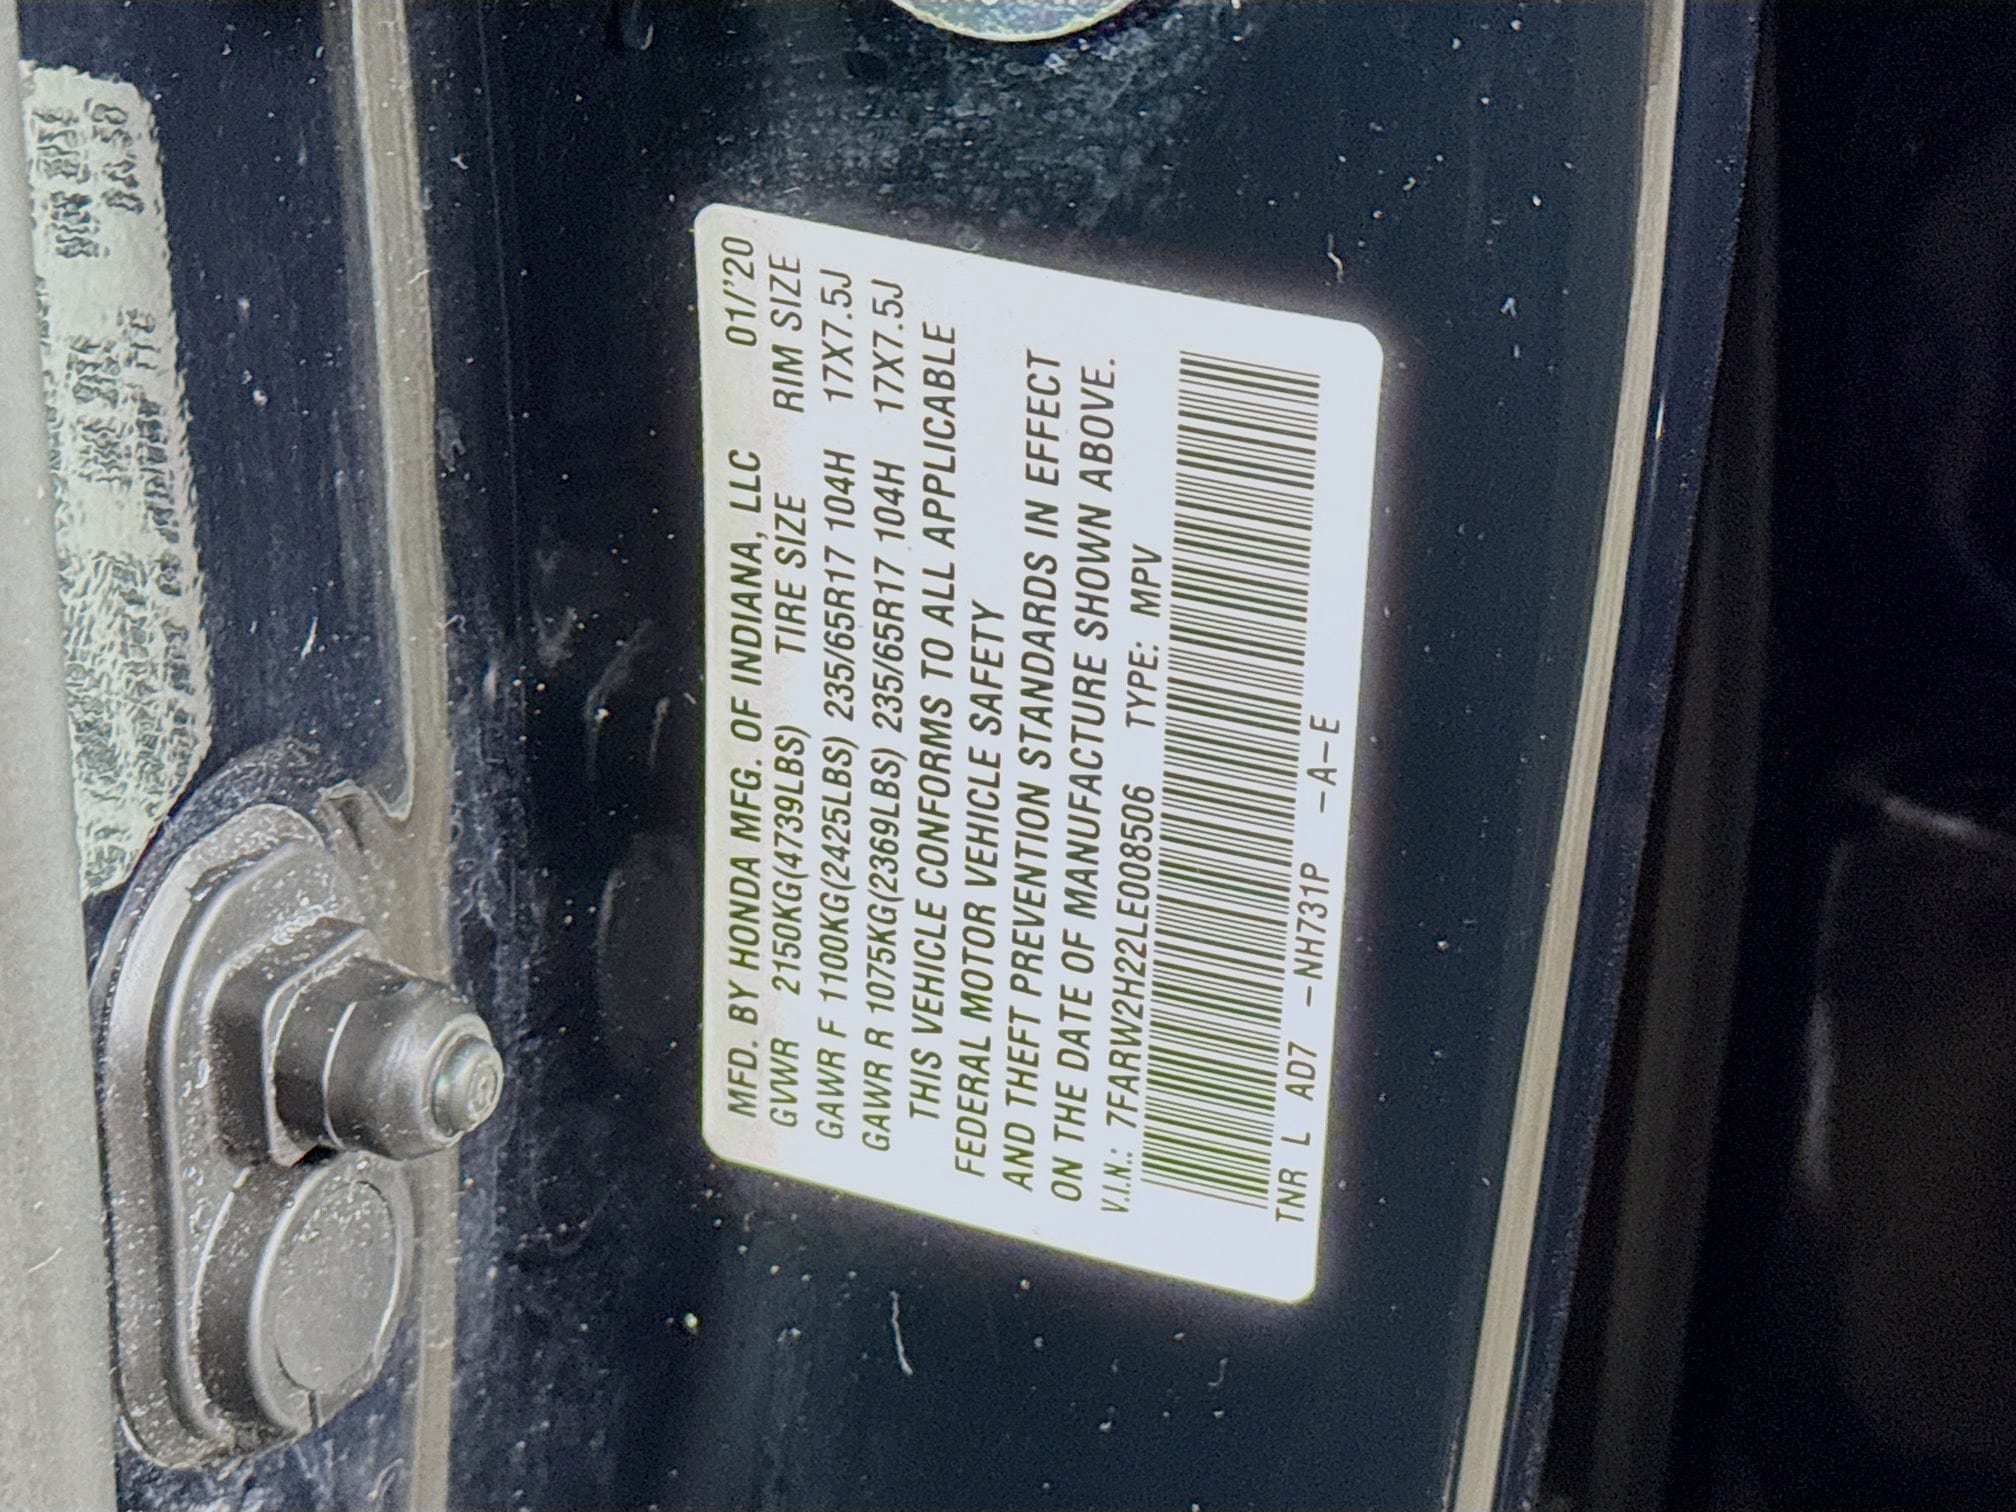 MFD. BY HONDA MFG. OF INDIANA, LLC 01/'20
GVWR 2150KG(4739LBS) TIRE SIZE RIM SIZE
GAWR F 1100KG(2425LBS) 235/65R17 104H 17X7.5J
GAWR R 1075KG(2369LBS) 235/65R17 104H 17X7.5J
THIS VEHICLE CONFORMS TO ALL APPLICABLE
FEDERAL MOTOR VEHICLE SAFETY
AND THEFT PREVENTION STANDARDS IN EFFECT
ON THE DATE OF MANUFACTURE SHOWN ABOVE.
V.I.N.: 7FARW2H22LE008506 TYPE: MPV
TNR L AD7 -NH731P -A-E